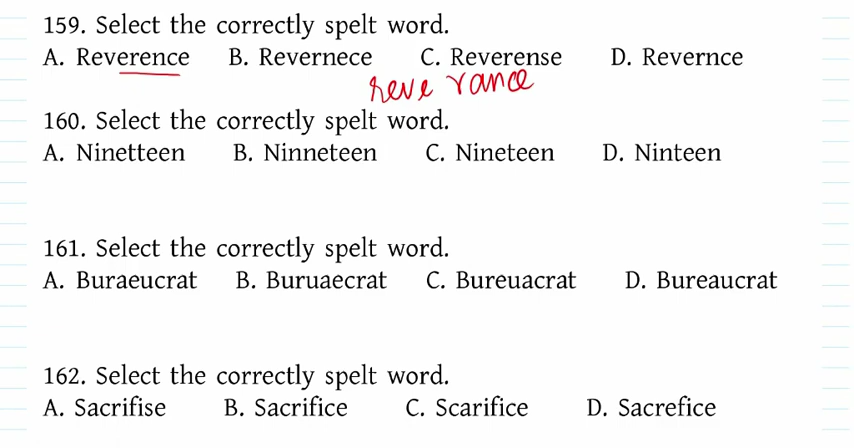 159. Select the correctly spelt word.
A. Reverence B. Revernece C. Reverense D. Revernce
reverance
160. Select the correctly spelt word.
A. Ninetteen B. Ninneteen C. Nineteen D. Ninteen
161. Select the correctly spelt word.
A. Buraeucrat B. Buruaecrat C. Bureuacrat D. Bureaucrat
162. Select the correctly spelt word.
A. Sacrifise B. Sacrifice C. Scarifice D. Sacrefice